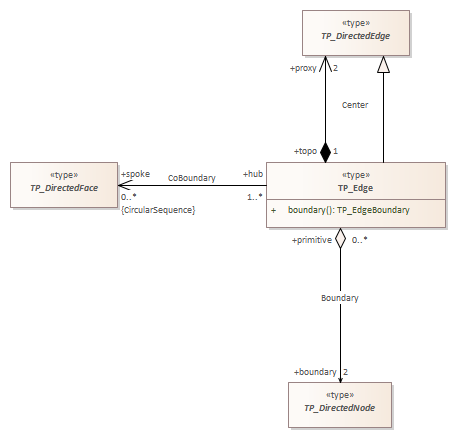 «type»
TP_DirectedEdge
+proxy
2
Center
+topo
1
«type»
TP_DirectedFace
+spoke
CoBoundary
+hub
0..*
1..*
{CircularSequence}
«type»
TP_Edge
+ boundary(): TP_EdgeBoundary
+primitive
0..*
Boundary
+boundary
2
«type»
TP_DirectedNode